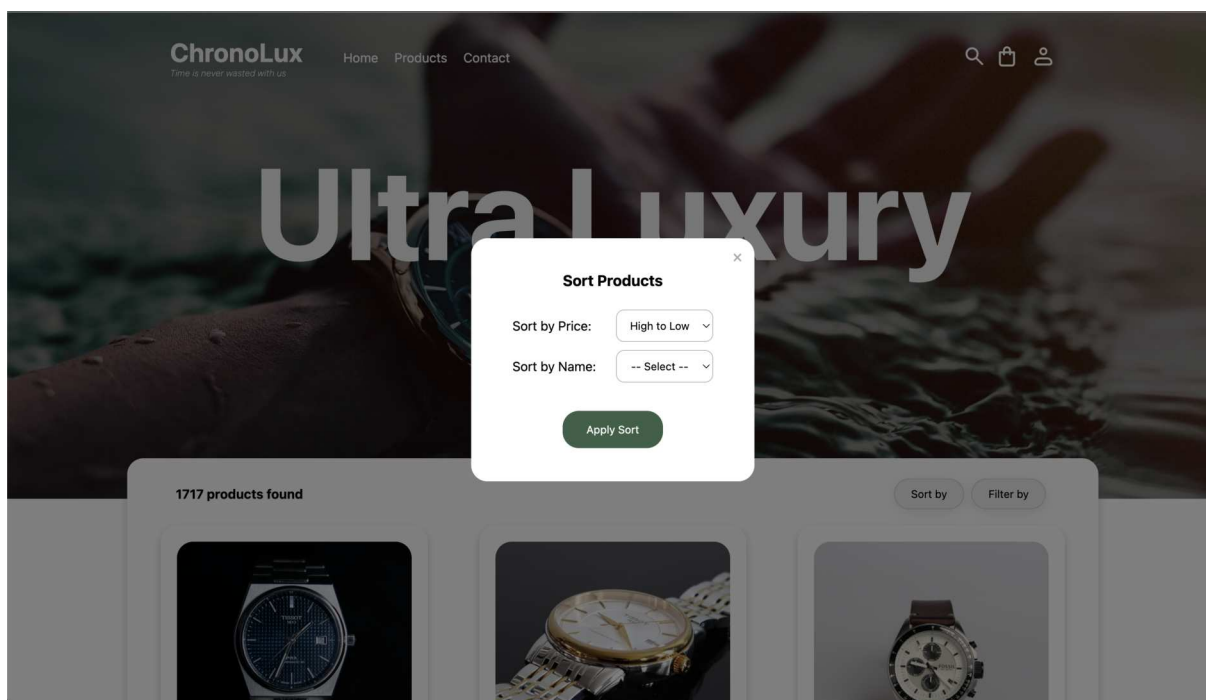 ChronoLux
Time is never wasted with us
Home Products Contact
Ultra Luxury
×
Sort Products
Sort by Price: High to Low
Sort by Name: -- Select --
Apply Sort
1717 products found
Sort by Filter by
TISSOT